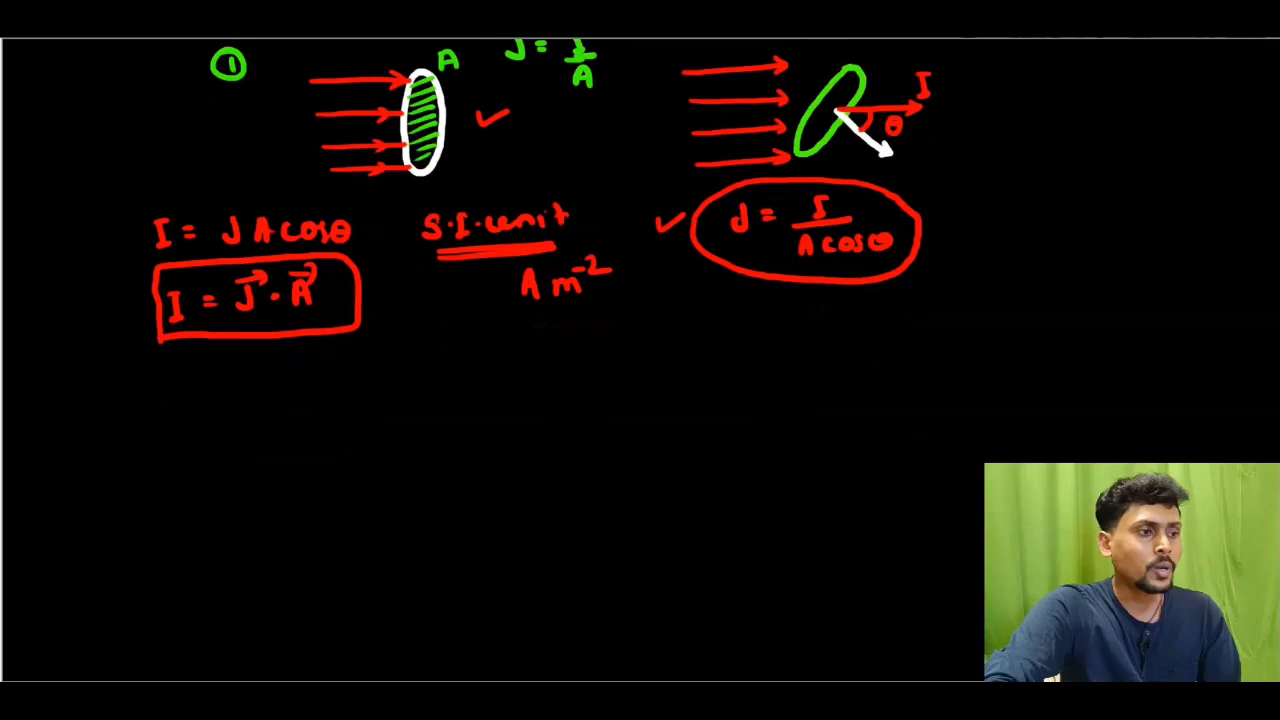 ① A J = I/A
I
θ
I = J A cosθ S.I. unit J = I/A cosθ
I = J⃗ · A⃗ A m⁻²